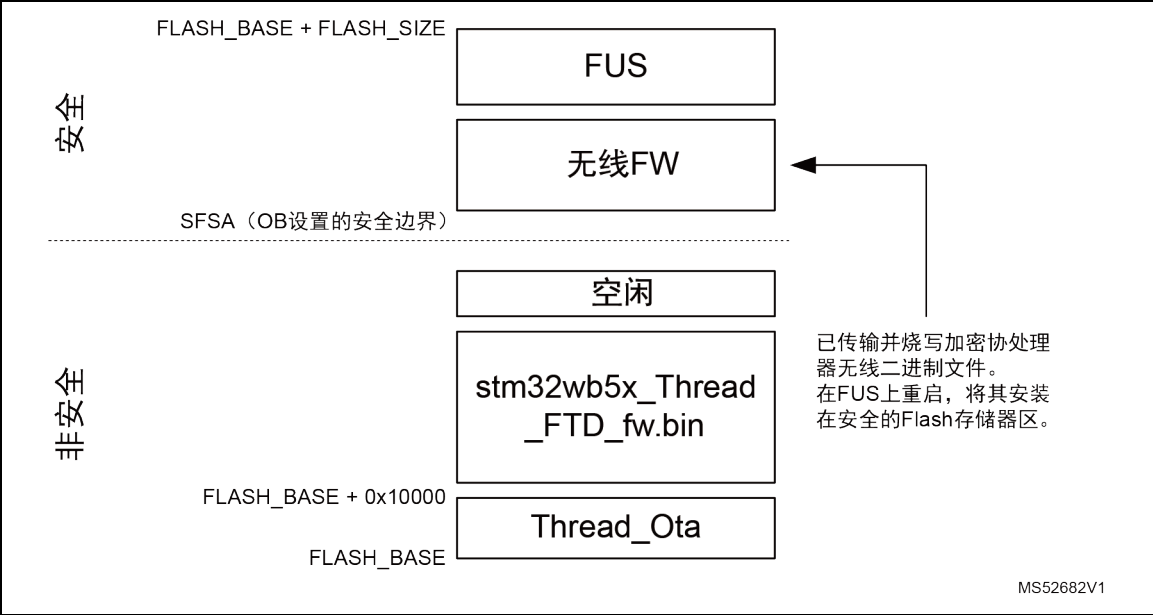 FLASH_BASE + FLASH_SIZE
FUS
安全
无线FW
SFSA（OB设置的安全边界）
空闲
已传输并烧写加密协处理
器无线二进制文件。
在FUS上重启，将其安装
在安全的Flash存储器区。
非安全
stm32wb5x_Thread
_FTD_fw.bin
FLASH_BASE + 0x10000
Thread_Ota
FLASH_BASE
MS52682V1